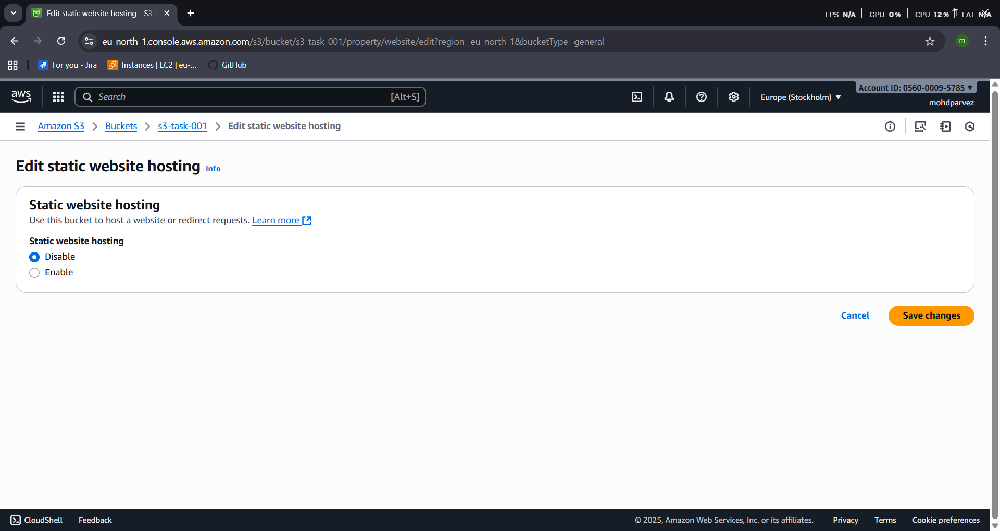 Edit static website hosting - S3
FPS N/A GPU 0% CPU 12% LAT N/A
eu-north-1.console.aws.amazon.com/s3/bucket/s3-task-001/property/website/edit?region=eu-north-1&bucketType=general
m
For you - Jira
Instances | EC2 | eu-...
GitHub
aws
Search
[Alt+S]
Europe (Stockholm)
Account ID: 0560-0009-5785
mohdparvez
Amazon S3
Buckets
s3-task-001
Edit static website hosting
Edit static website hosting Info
Static website hosting
Use this bucket to host a website or redirect requests. Learn more
Static website hosting
Disable
Enable
Cancel
Save changes
CloudShell
Feedback
© 2025, Amazon Web Services, Inc. or its affiliates.
Privacy
Terms
Cookie preferences